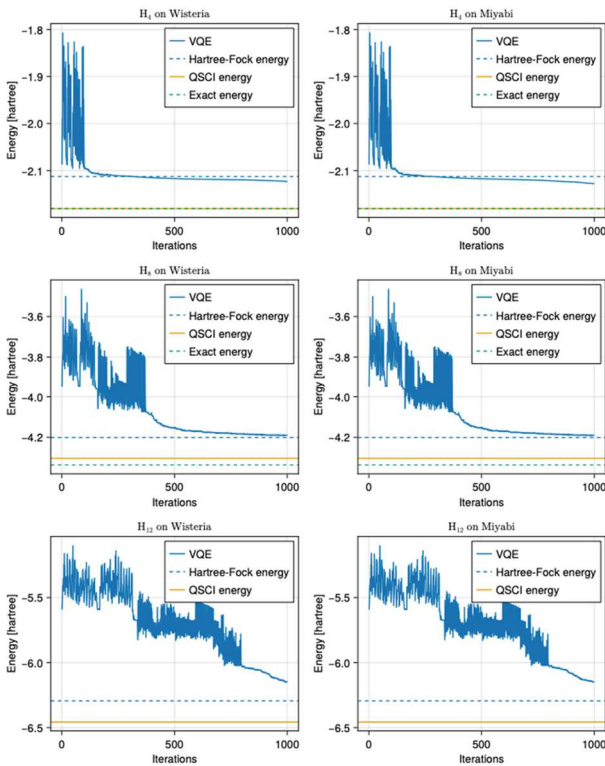 H₄ on Wisteria
−1.8
−1.9
−2.0
−2.1
Energy [hartree]
VQE
Hartree-Fock energy
QSCI energy
Exact energy
0
500
1000
Iterations
H₄ on Miyabi
−1.8
−1.9
−2.0
−2.1
Energy [hartree]
VQE
Hartree-Fock energy
QSCI energy
Exact energy
0
500
1000
Iterations
H₈ on Wisteria
−3.6
−3.8
−4.0
−4.2
Energy [hartree]
VQE
Hartree-Fock energy
QSCI energy
Exact energy
0
500
1000
Iterations
H₈ on Miyabi
−3.6
−3.8
−4.0
−4.2
Energy [hartree]
VQE
Hartree-Fock energy
QSCI energy
Exact energy
0
500
1000
Iterations
H₁₂ on Wisteria
−5.5
−6.0
−6.5
Energy [hartree]
VQE
Hartree-Fock energy
QSCI energy
0
500
1000
Iterations
H₁₂ on Miyabi
−5.5
−6.0
−6.5
Energy [hartree]
VQE
Hartree-Fock energy
QSCI energy
0
500
1000
Iterations